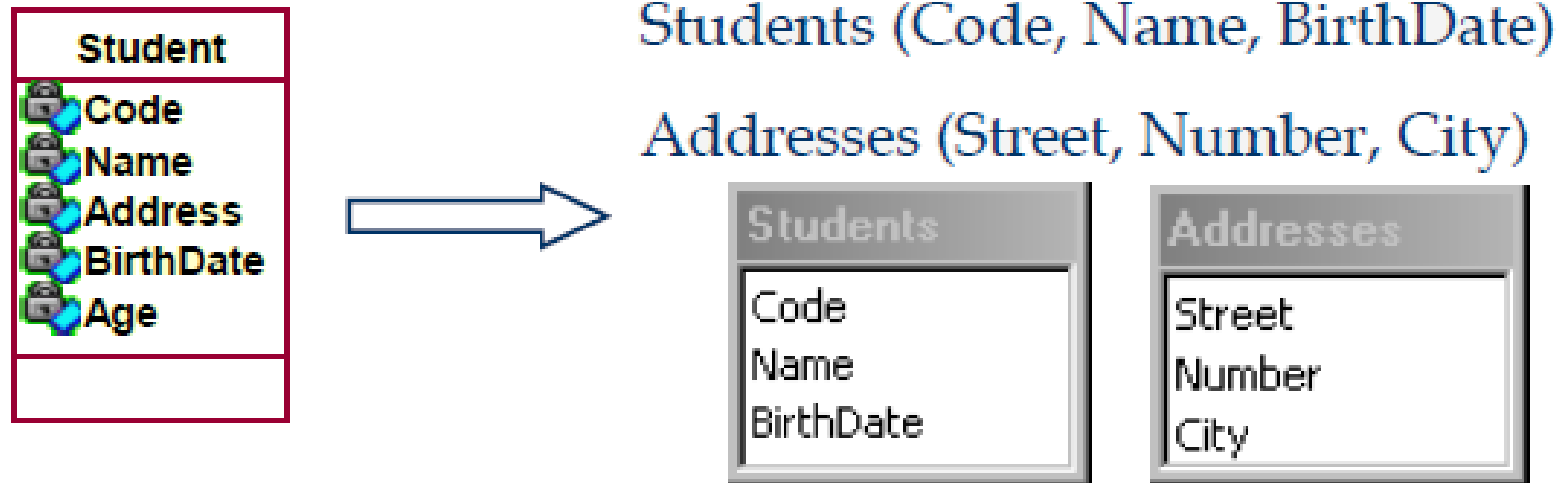 Student
Code
Name
Address
BirthDate
Age
Students (Code, Name, BirthDate)
Addresses (Street, Number, City)
Students
Code
Name
BirthDate
Addresses
Street
Number
City